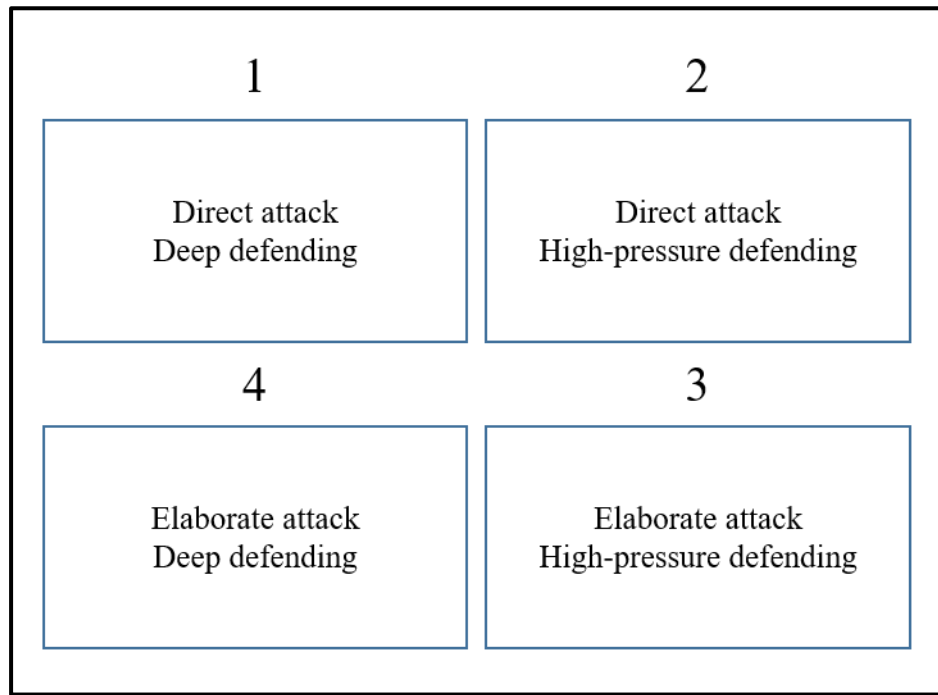 1
2
Direct attack
Deep defending
Direct attack
High-pressure defending
4
3
Elaborate attack
Deep defending
Elaborate attack
High-pressure defending